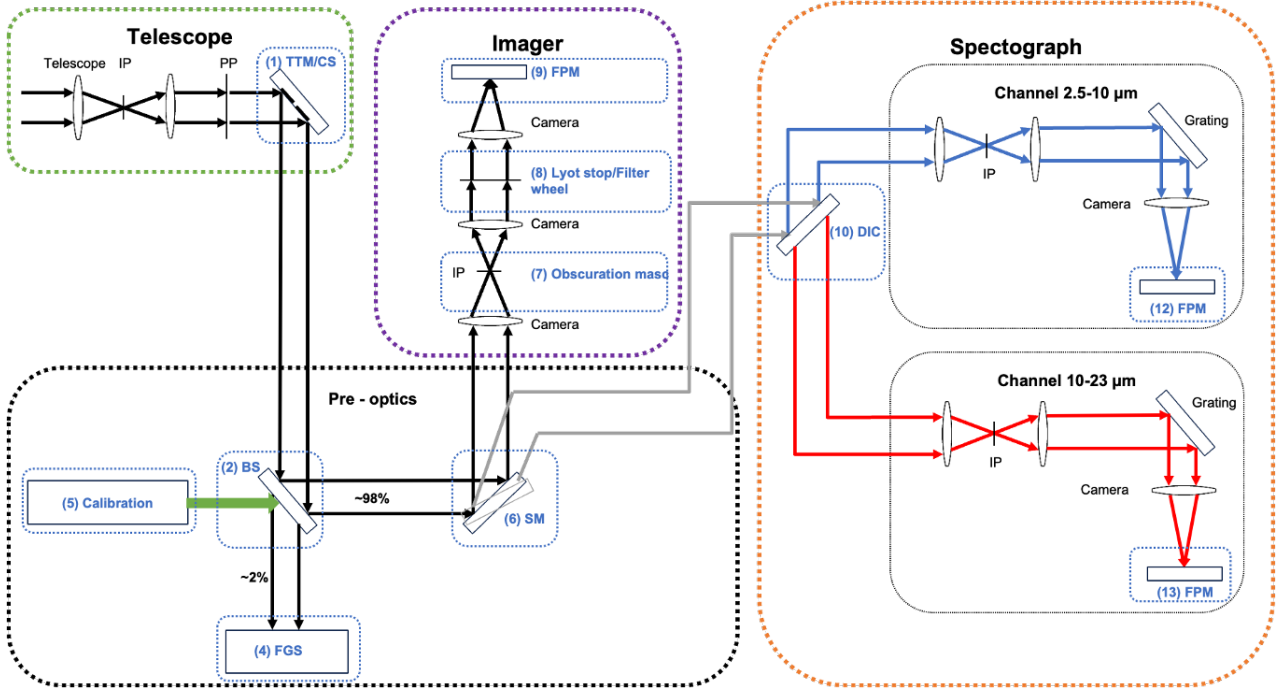 Telescope
Telescope
IP
PP
(1) TTM/CS
Imager
(9) FPM
Camera
(8) Lyot stop/Filter
wheel
Camera
IP
(7) Obscuration masc
Camera
Spectograph
Channel 2.5-10 µm
Grating
IP
Camera
(10) DIC
(12) FPM
Channel 10-23 µm
Grating
IP
Camera
(13) FPM
Pre - optics
(2) BS
(5) Calibration
~98%
(6) SM
~2%
(4) FGS